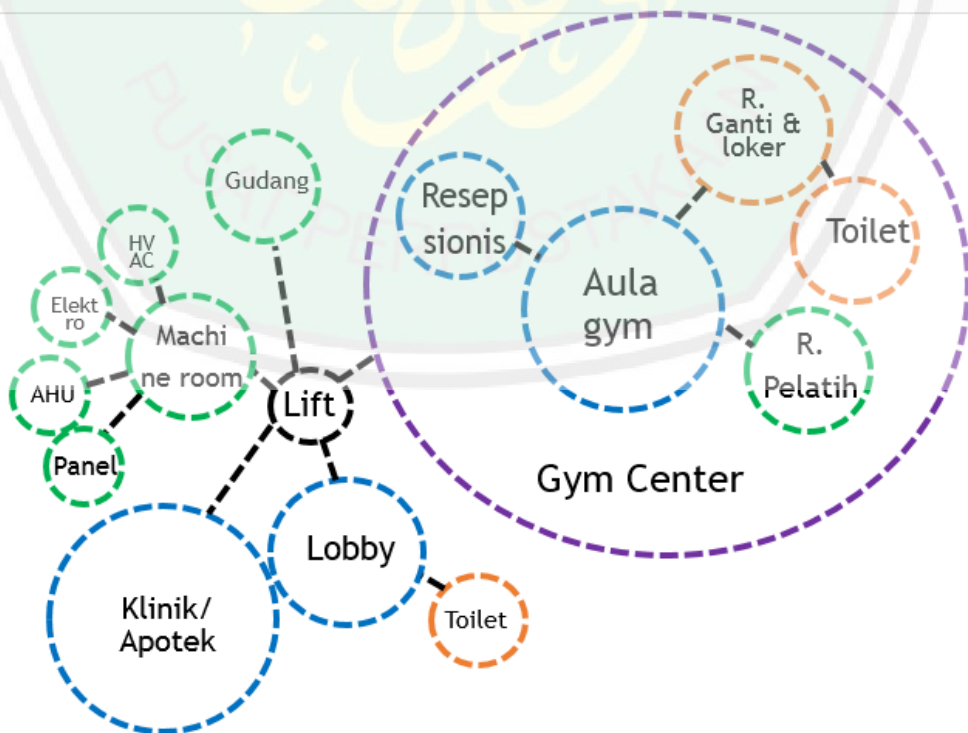 R.
Ganti &
loker
Gudang
Resep
sionis
Toilet
HV
AC
Aula
gym
Elekt
ro
Machi
ne room
R.
Pelatih
AHU
Lift
Panel
Gym Center
Lobby
Klinik/
Apotek
Toilet